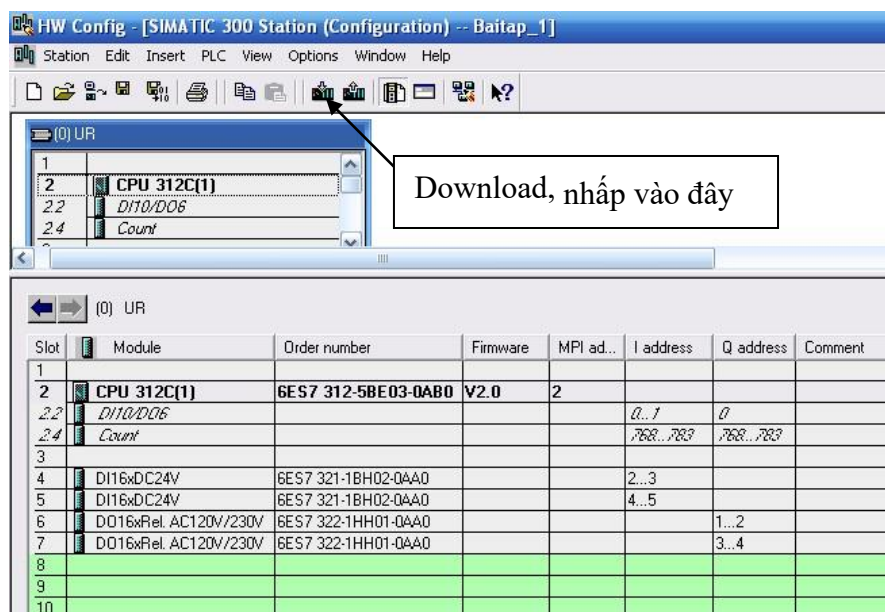 HW Config - [SIMATIC 300 Station (Configuration) -- Baitap_1]
Station Edit Insert PLC View Options Window Help
(0) UR
1
2 CPU 312C(1)
2.2 DI10/DO6
2.4 Count
Download, nhấp vào đây
(0) UR
Slot Module Order number Firmware MPI ad... I address Q address Comment
1
2 CPU 312C(1) 6ES7 312-5BE03-0AB0 V2.0 2
2.2 DI10/DO6 0...1 0
2.4 Count 768...783 768...783
3
4 DI16xDC24V 6ES7 321-1BH02-0AA0 2...3
5 DI16xDC24V 6ES7 321-1BH02-0AA0 4...5
6 DO16xRel. AC120V/230V 6ES7 322-1HH01-0AA0 1...2
7 DO16xRel. AC120V/230V 6ES7 322-1HH01-0AA0 3...4
8
9
10